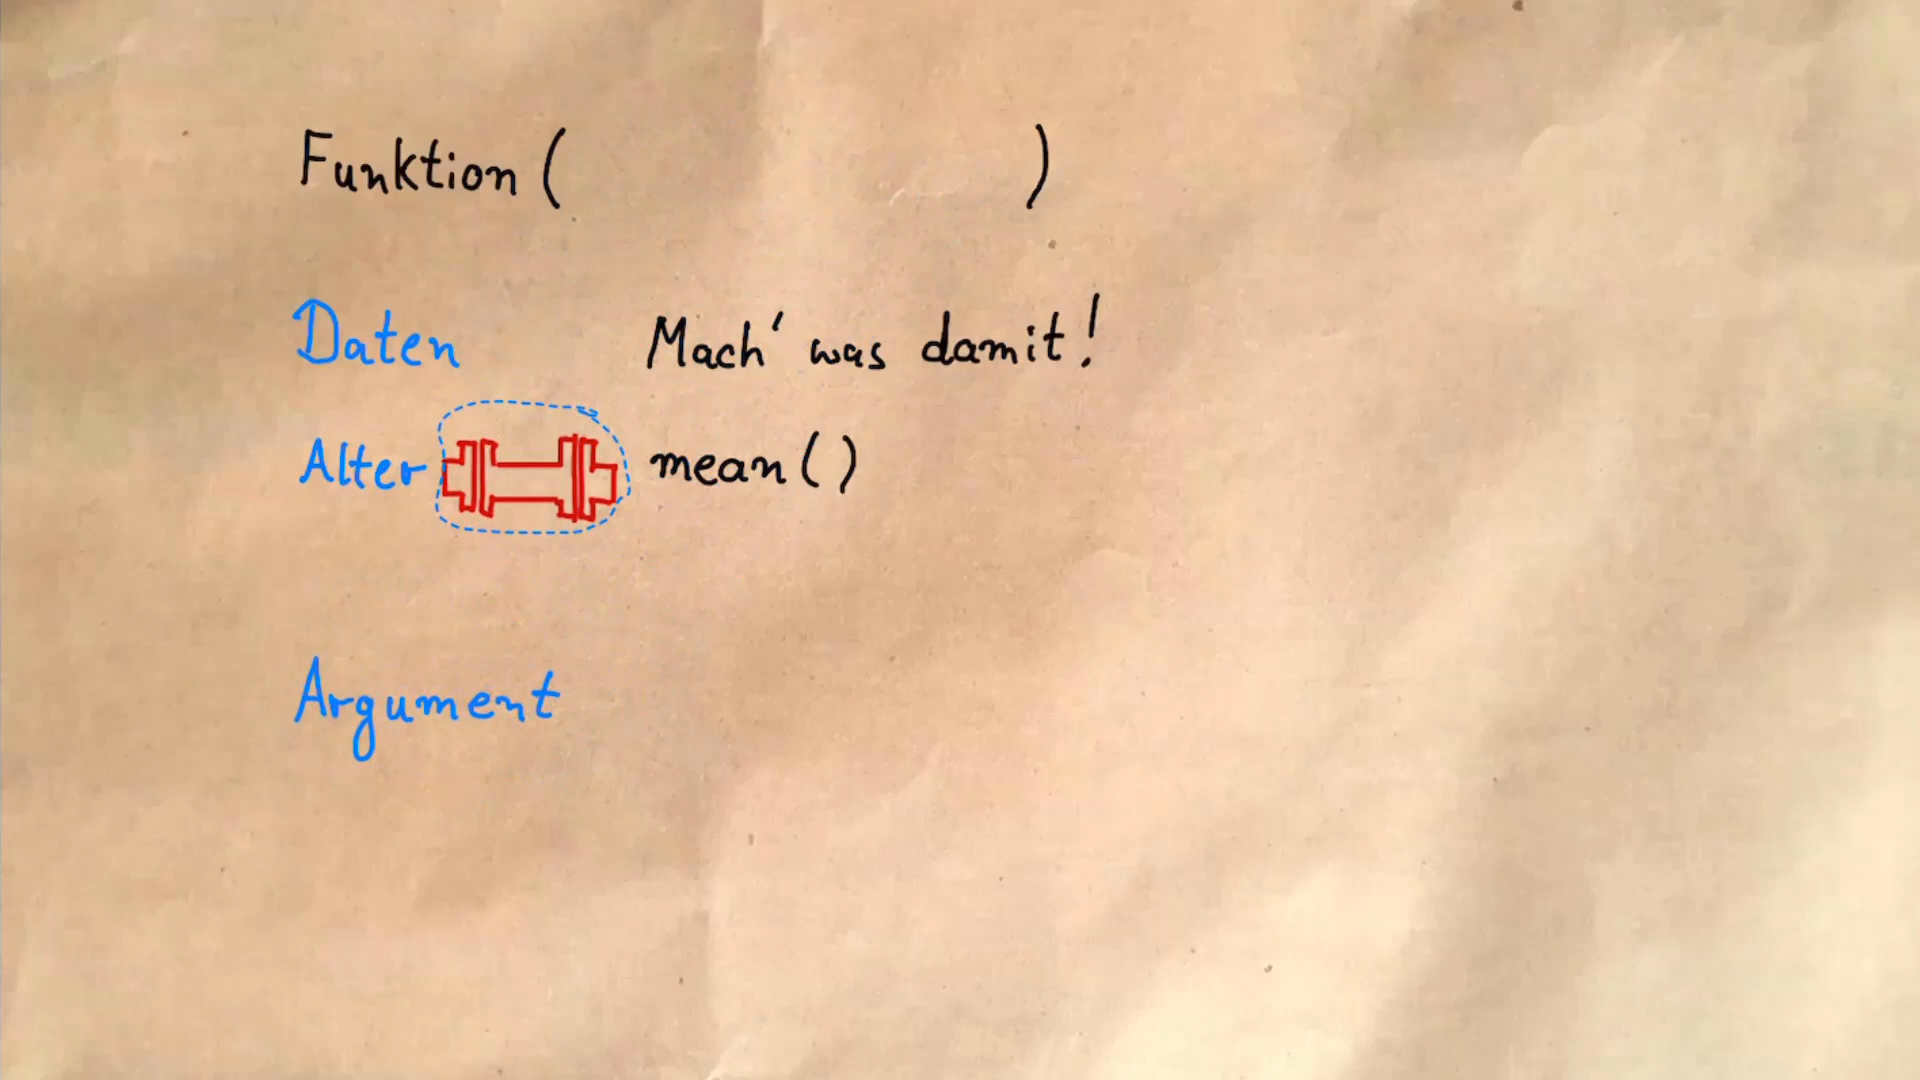 Funktion ( )
Daten Mach' was damit!
Alter mean()
Argument